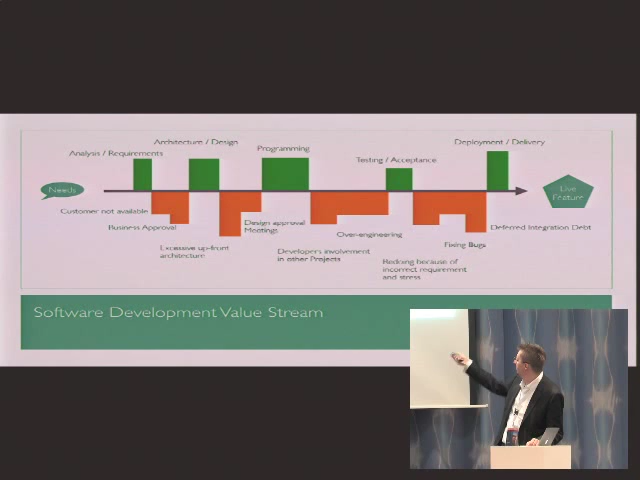 Architecture / Design
Deployment / Delivery
Programming
Analysis / Requirements
Testing / Acceptance
Needs
Live
Feature
Customer not available
Business Approval
Design approval
Meetings
Deferred Integration Debt
Over-engineering
Excessive up-front
architecture
Developers involvement
in other Projects
Fixing Bugs
Redoing because of
incorrect requirement
and stress
Software Development Value Stream